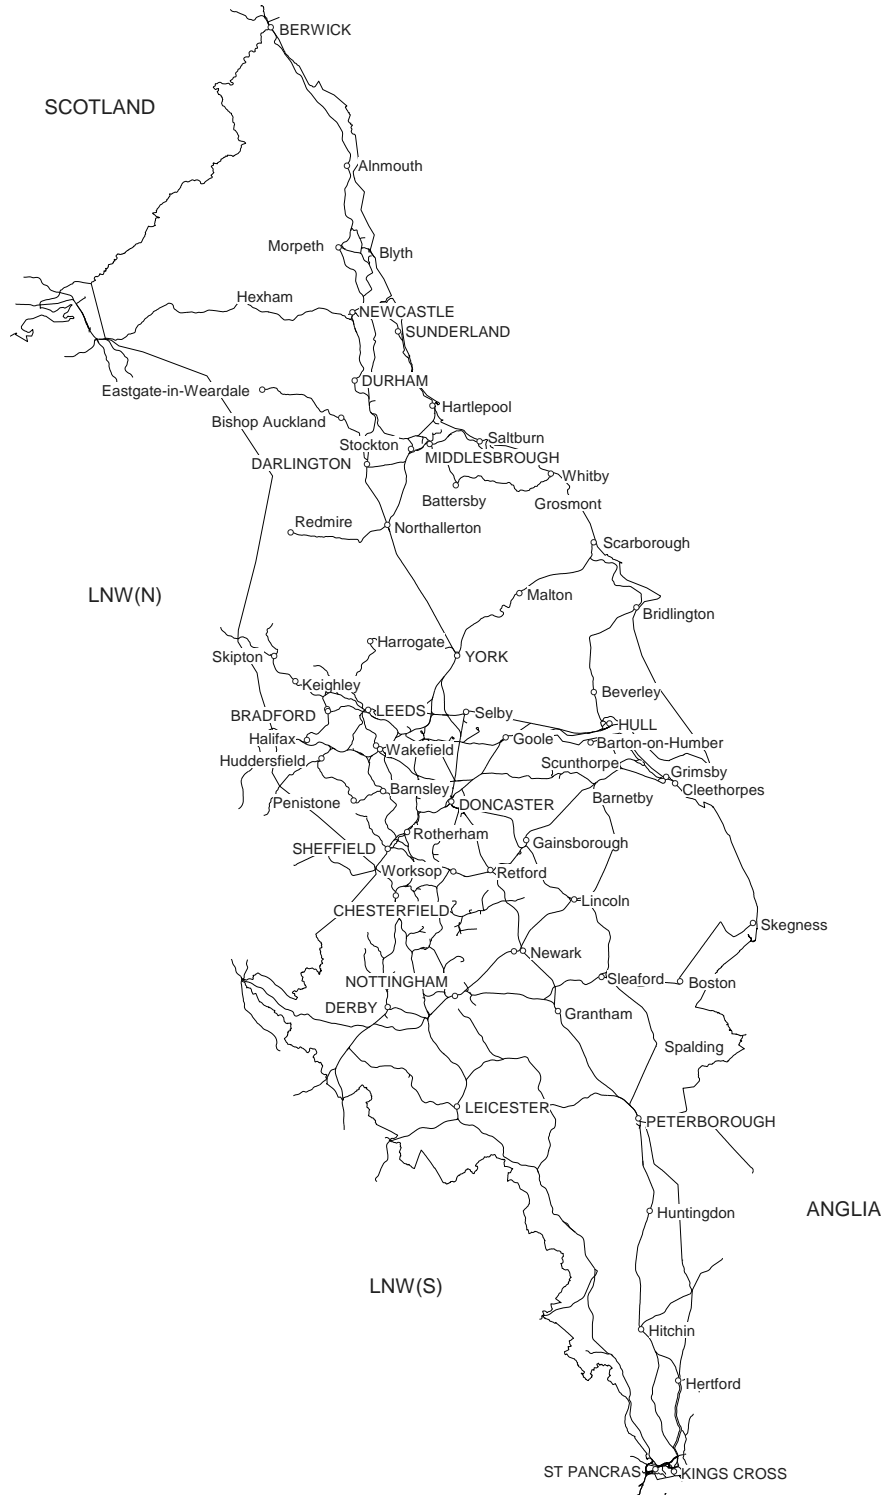 BERWICK
SCOTLAND
Alnmouth
Morpeth
Blyth
Hexham
NEWCASTLE
SUNDERLAND
DURHAM
Eastgate-in-Weardale
Hartlepool
Bishop Auckland
Stockton
Saltburn
MIDDLESBROUGH
DARLINGTON
Whitby
Battersby
Grosmont
Redmire
Northallerton
Scarborough
LNW(N)
Malton
Bridlington
Harrogate
Skipton
YORK
Keighley
Beverley
BRADFORD
LEEDS
Selby
HULL
Halifax
Goole
Barton-on-Humber
Wakefield
Huddersfield
Scunthorpe
Grimsby
Cleethorpes
Barnsley
Barnetby
Penistone
DONCASTER
Rotherham
Gainsborough
SHEFFIELD
Worksop
Retford
Lincoln
CHESTERFIELD
Skegness
Newark
NOTTINGHAM
Sleaford
Boston
DERBY
Grantham
Spalding
LEICESTER
PETERBOROUGH
ANGLIA
Huntingdon
LNW(S)
Hitchin
Hertford
ST PANCRAS
KINGS CROSS